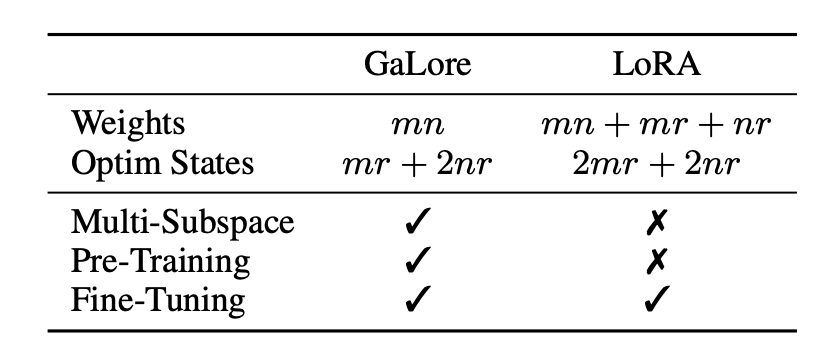 GaLore LoRA
Weights mn mn + mr + nr
Optim States mr + 2nr 2mr + 2nr
Multi-Subspace ✓ ✗
Pre-Training ✓ ✗
Fine-Tuning ✓ ✓